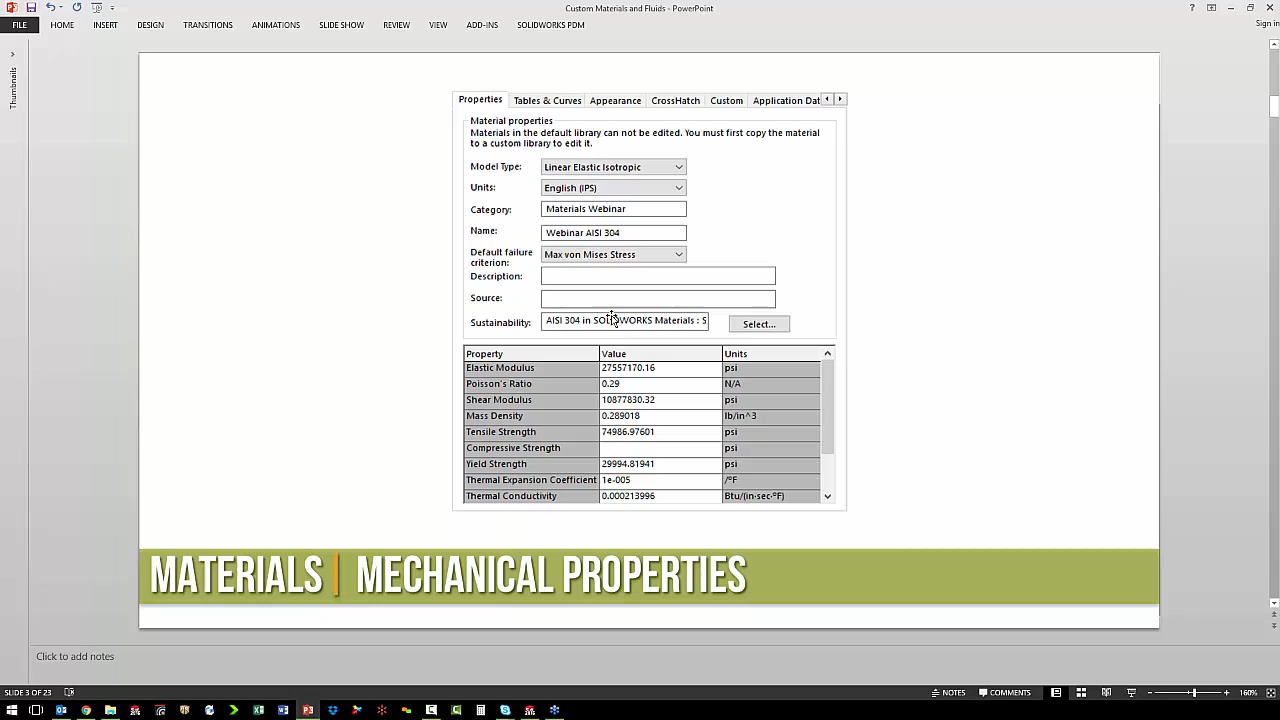 Custom Materials and Fluids - PowerPoint
FILE HOME INSERT DESIGN TRANSITIONS ANIMATIONS SLIDE SHOW REVIEW VIEW ADD-INS SOLIDWORKS PDM Sign in
Thumbnails
Properties Tables & Curves Appearance CrossHatch Custom Application Dat
Material properties
Materials in the default library can not be edited. You must first copy the material
to a custom library to edit it.
Model Type: Linear Elastic Isotropic
Units: English (IPS)
Category: Materials Webinar
Name: Webinar AISI 304
Default failure criterion: Max von Mises Stress
Description:
Source:
Sustainability: AISI 304 in SOLIDWORKS Materials : S Select...
Property Value Units
Elastic Modulus 27557170.16 psi
Poisson's Ratio 0.29 N/A
Shear Modulus 10877830.32 psi
Mass Density 0.289018 lb/in^3
Tensile Strength 74986.97601 psi
Compressive Strength psi
Yield Strength 29994.81941 psi
Thermal Expansion Coefficient 1e-005 /°F
Thermal Conductivity 0.000213996 Btu/(in·sec·°F)
MATERIALS | MECHANICAL PROPERTIES
Click to add notes
SLIDE 3 OF 23 NOTES COMMENTS 160%